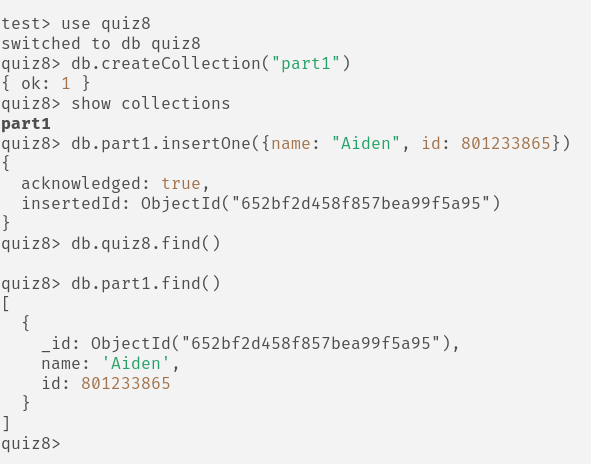 test> use quiz8
switched to db quiz8
quiz8> db.createCollection("part1")
{ ok: 1 }
quiz8> show collections
part1
quiz8> db.part1.insertOne({name: "Aiden", id: 801233865})
{
  acknowledged: true,
  insertedId: ObjectId("652bf2d458f857bea99f5a95")
}
quiz8> db.quiz8.find()

quiz8> db.part1.find()
[
  {
    _id: ObjectId("652bf2d458f857bea99f5a95"),
    name: 'Aiden',
    id: 801233865
  }
]
quiz8>